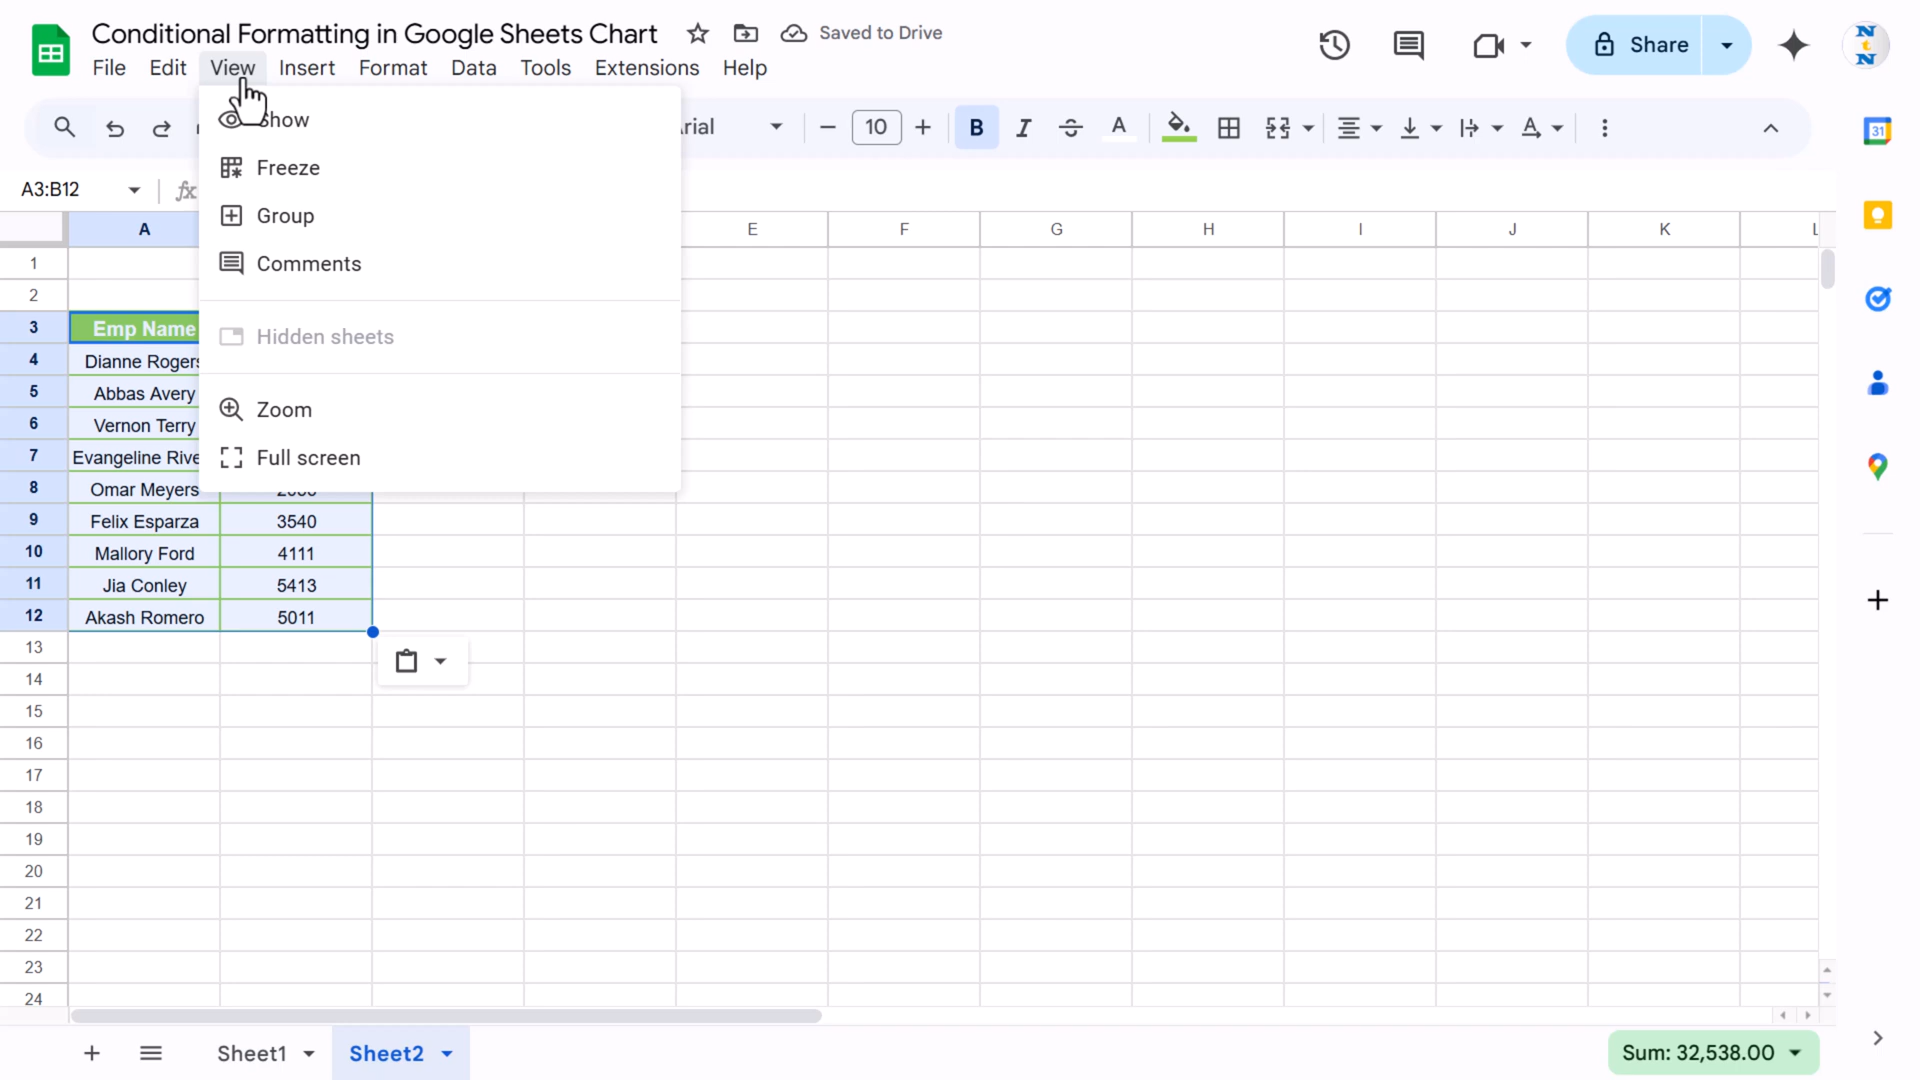 Conditional Formatting in Google Sheets Chart
Saved to Drive
File Edit View Insert Format Data Tools Extensions Help
Share
Show
Freeze
Group
Comments
Hidden sheets
Zoom
Full screen
10
B
I
A
A
A3:B12
fx
A E F G H I J K L
31
1
2
3 Emp Name
4 Dianne Rogers
5 Abbas Avery
6 Vernon Terry
7 Evangeline Rive
8 Omar Meyers
9 Felix Esparza 3540
10 Mallory Ford 4111
11 Jia Conley 5413
12 Akash Romero 5011
13
14
15
16
17
18
19
20
21
22
23
24
Sheet1
Sheet2
Sum: 32,538.00